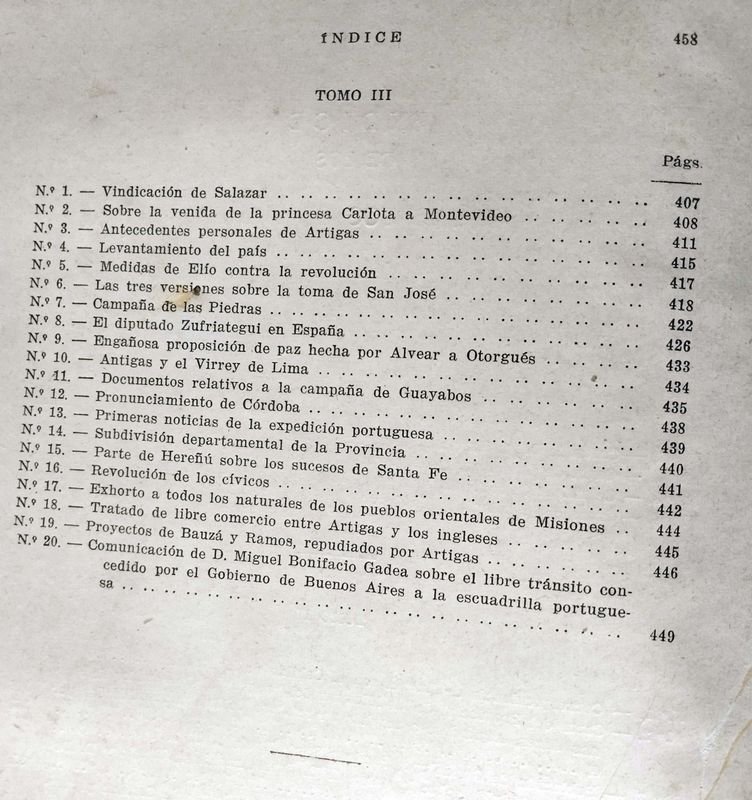 ÍNDICE 458
TOMO III
Págs.
N.º 1. — Vindicación de Salazar .. .. .. .. .. .. .. .. .. .. .. .. .. .. 407
N.º 2. — Sobre la venida de la princesa Carlota a Montevideo .. .. .. .. .. 408
N.º 3. — Antecedentes personales de Artigas .. .. .. .. .. .. .. .. .. .. 411
N.º 4. — Levantamiento del país .. .. .. .. .. .. .. .. .. .. .. .. .. .. 415
N.º 5. — Medidas de Elío contra la revolución .. .. .. .. .. .. .. .. .. 417
N.º 6. — Las tres versiones sobre la toma de San José .. .. .. .. .. .. .. 418
N.º 7. — Campaña de las Piedras .. .. .. .. .. .. .. .. .. .. .. .. .. .. 422
N.º 8. — El diputado Zufriategui en España .. .. .. .. .. .. .. .. .. .. 426
N.º 9. — Engañosa proposición de paz hecha por Alvear a Otorgués .. .. .. .. 433
N.º 10. — Antigas y el Virrey de Lima .. .. .. .. .. .. .. .. .. .. .. .. 434
N.º 11. — Documentos relativos a la campaña de Guayabos .. .. .. .. .. .. 435
N.º 12. — Pronunciamiento de Córdoba .. .. .. .. .. .. .. .. .. .. .. .. 438
N.º 13. — Primeras noticias de la expedición portuguesa .. .. .. .. .. .. .. 439
N.º 14. — Subdivisión departamental de la Provincia .. .. .. .. .. .. .. .. 440
N.º 15. — Parte de Hereñú sobre los sucesos de Santa Fe .. .. .. .. .. .. 441
N.º 16. — Revolución de los cívicos .. .. .. .. .. .. .. .. .. .. .. .. .. 442
N.º 17. — Exhorto a todos los naturales de los pueblos orientales de Misiones .. 444
N.º 18. — Tratado de libre comercio entre Artigas y los ingleses .. .. .. .. 445
N.º 19. — Proyectos de Bauzá y Ramos, repudiados por Artigas .. .. .. .. .. 446
N.º 20. — Comunicación de D. Miguel Bonifacio Gadea sobre el libre tránsito con-
cedido por el Gobierno de Buenos Aires a la escuadrilla portugue-
sa .. .. .. .. .. .. .. .. .. .. .. .. .. .. .. .. .. .. .. .. 449